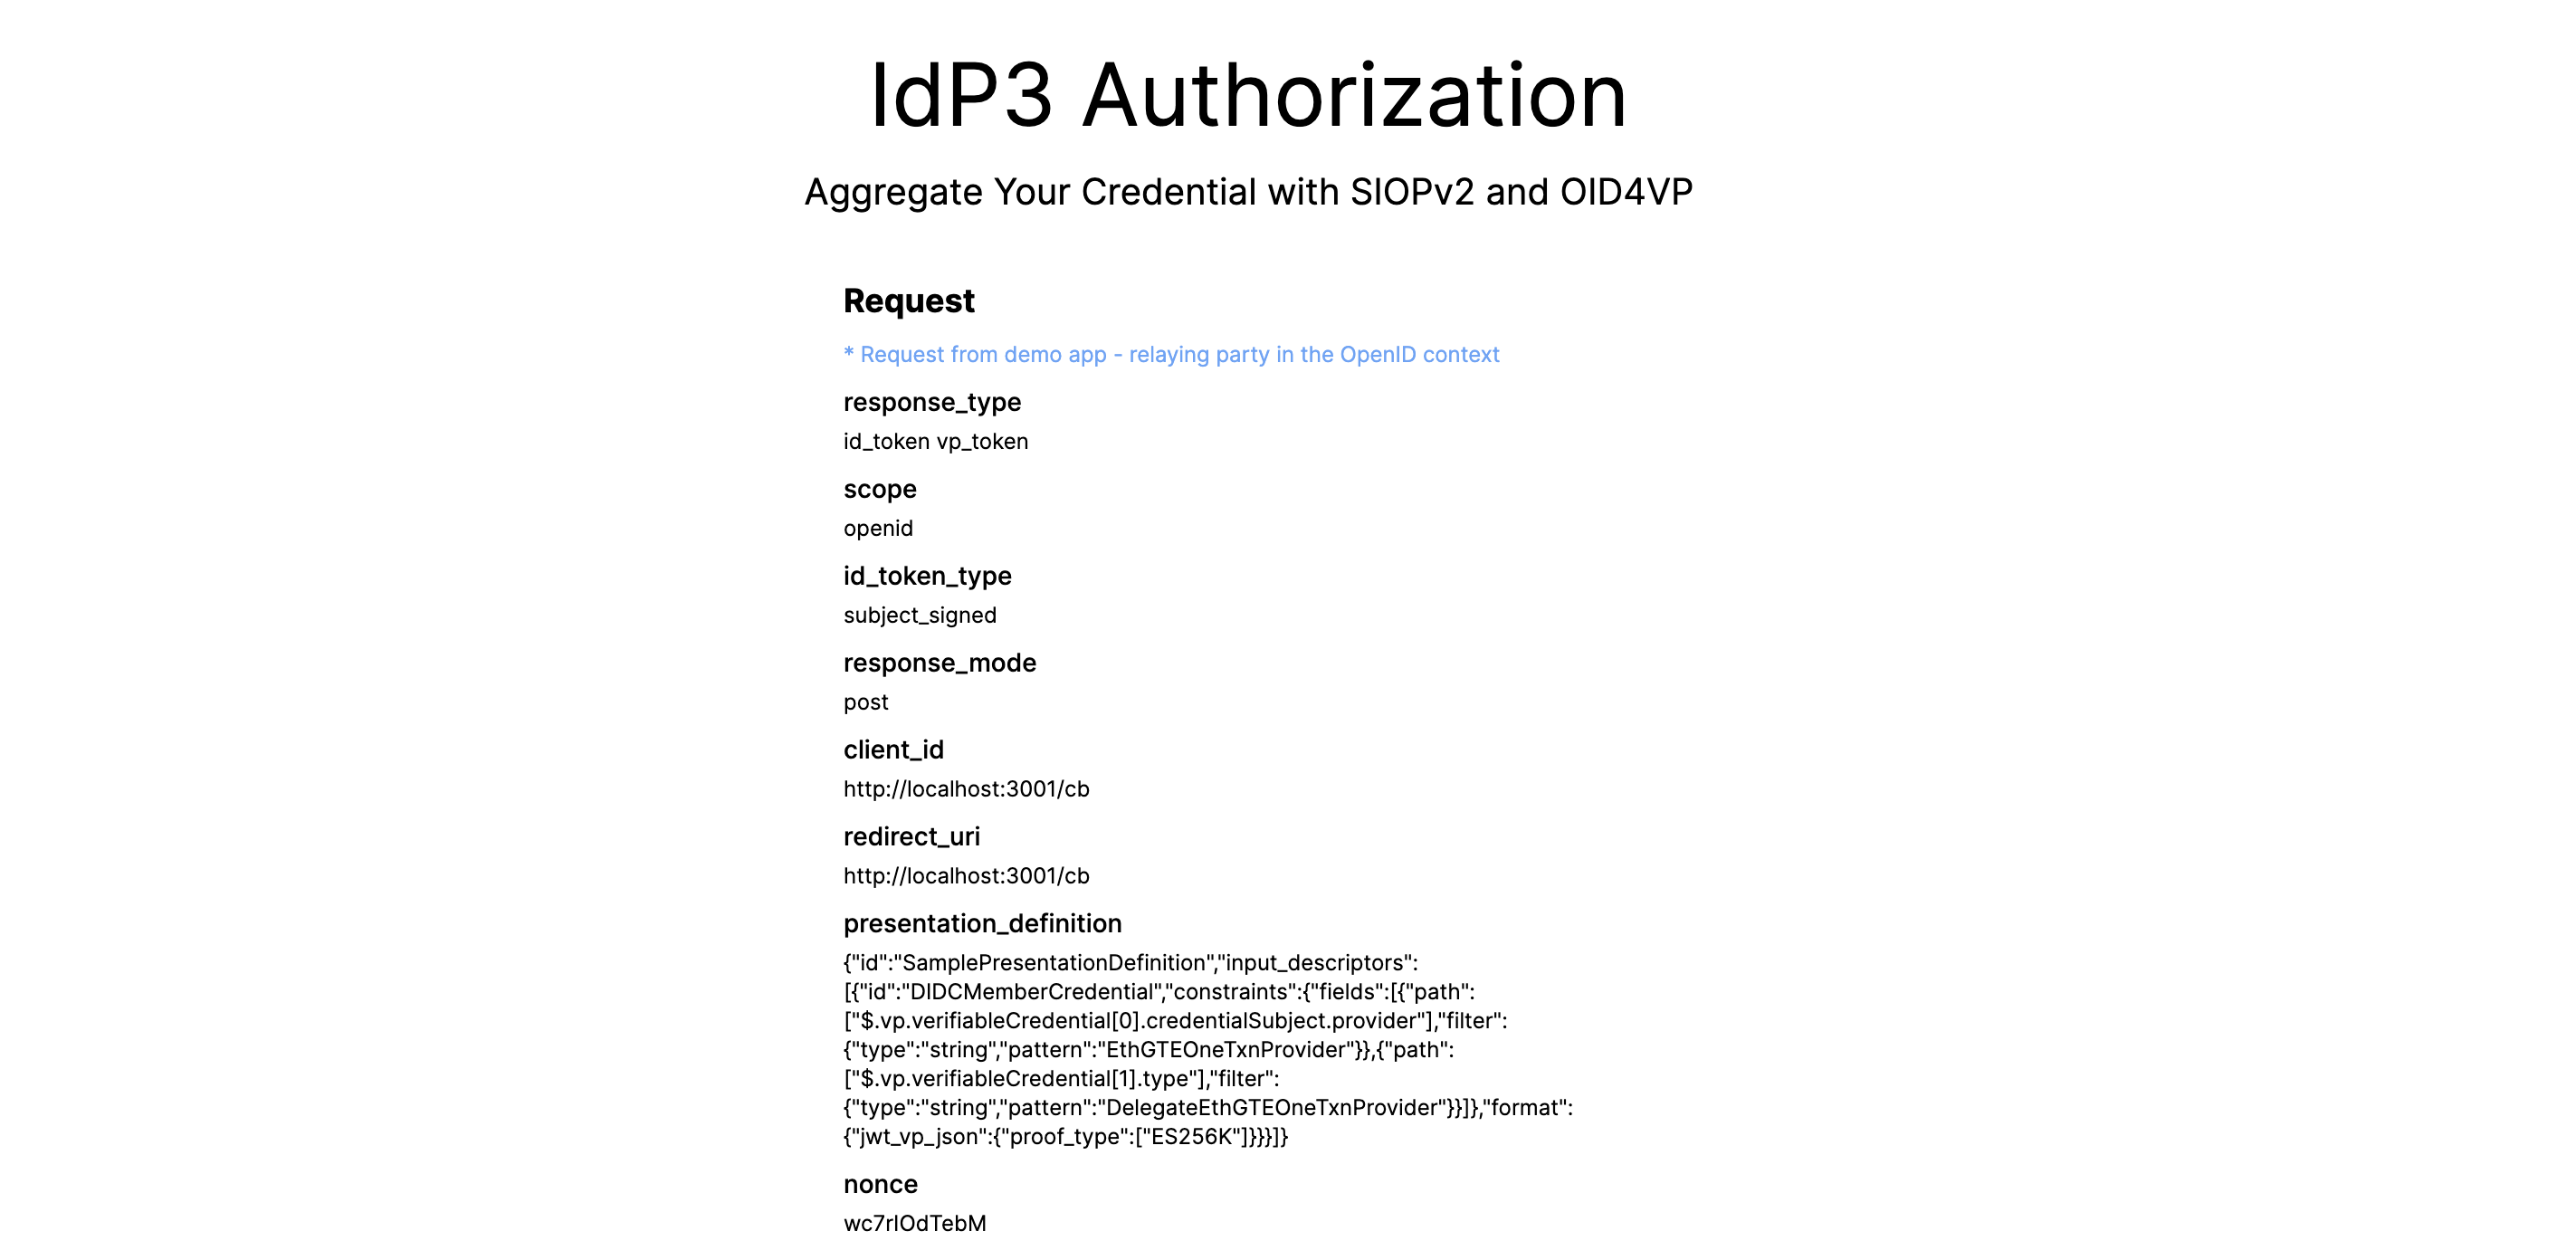 IdP3 Authorization
Aggregate Your Credential with SIOPv2 and OID4VP
Request
* Request from demo app - relaying party in the OpenID context
response_type
id_token vp_token
scope
openid
id_token_type
subject_signed
response_mode
post
client_id
http://localhost:3001/cb
redirect_uri
http://localhost:3001/cb
presentation_definition
{"id":"SamplePresentationDefinition","input_descriptors":
[{"id":"DIDCMemberCredential","constraints":{"fields":[{"path":
["$.vp.verifiableCredential[0].credentialSubject.provider"],"filter":
{"type":"string","pattern":"EthGTEOneTxnProvider"}},{"path":
["$.vp.verifiableCredential[1].type"],"filter":
{"type":"string","pattern":"DelegateEthGTEOneTxnProvider"}}]},"format":
{"jwt_vp_json":{"proof_type":["ES256K"]}}}]}
nonce
wc7rlOdTebM